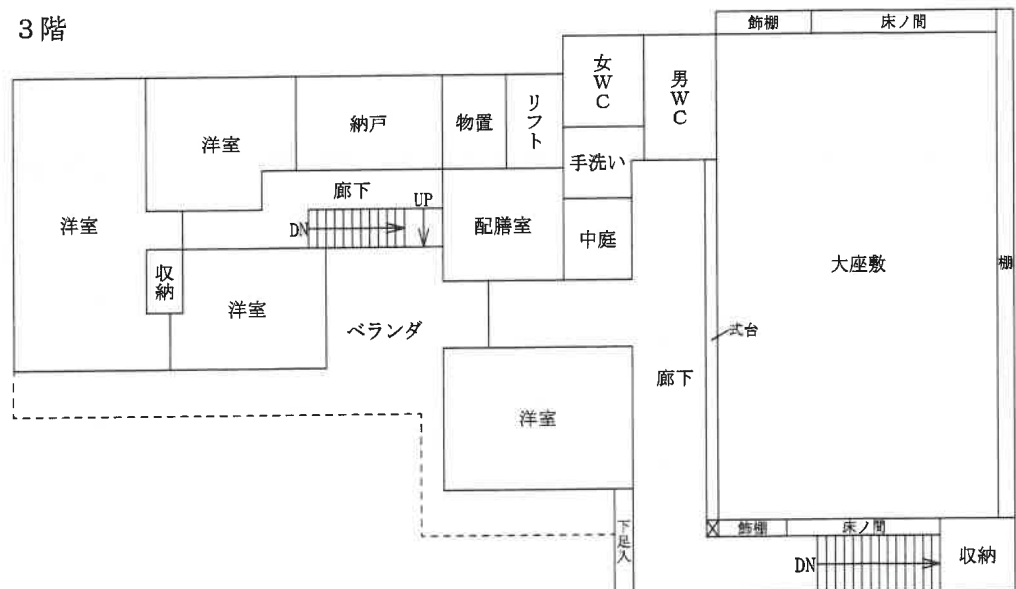 3階
飾棚
床ノ間
女WC
男WC
洋室
納戸
物置
リフト
手洗い
廊下
UP
DN
洋室
配膳室
中庭
大座敷
棚
収納
洋室
ベランダ
式台
廊下
洋室
下足入
飾棚
床ノ間
DN
収納